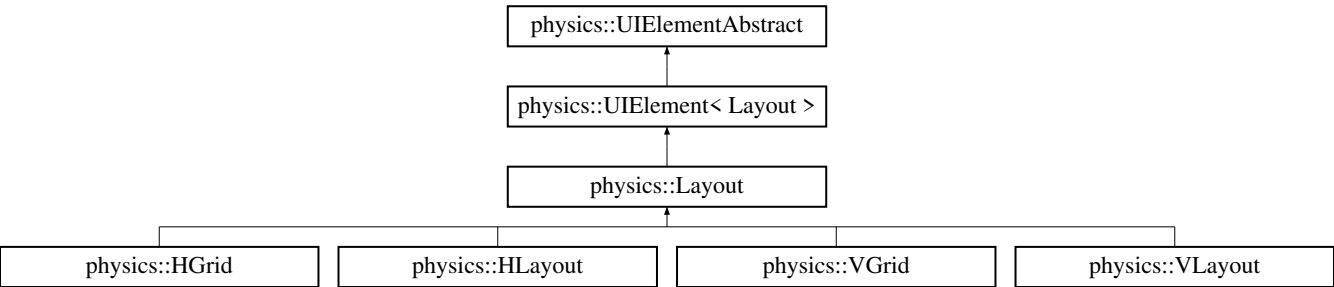 physics::UIElementAbstract
physics::UIElement< Layout >
physics::Layout
physics::HGrid
physics::HLayout
physics::VGrid
physics::VLayout